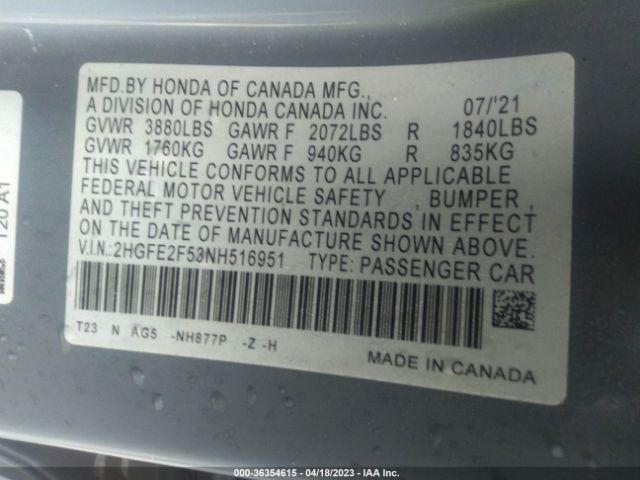 MFD.BY HONDA OF CANADA MFG.,
A DIVISION OF HONDA CANADA INC. 07/'21
GVWR 3880LBS GAWR F 2072LBS R 1840LBS
GVWR 1760KG GAWR F 940KG R 835KG
THIS VEHICLE CONFORMS TO ALL APPLICABLE
FEDERAL MOTOR VEHICLE SAFETY , BUMPER ,
AND THEFT PREVENTION STANDARDS IN EFFECT
ON THE DATE OF MANUFACTURE SHOWN ABOVE.
V.I.N.:2HGFE2F53NH516951 TYPE: PASSENGER CAR
T23 N AG5 -NH877P -Z -H
MADE IN CANADA
T20 A1
000-36354615 - 04/18/2023 - IAA Inc.